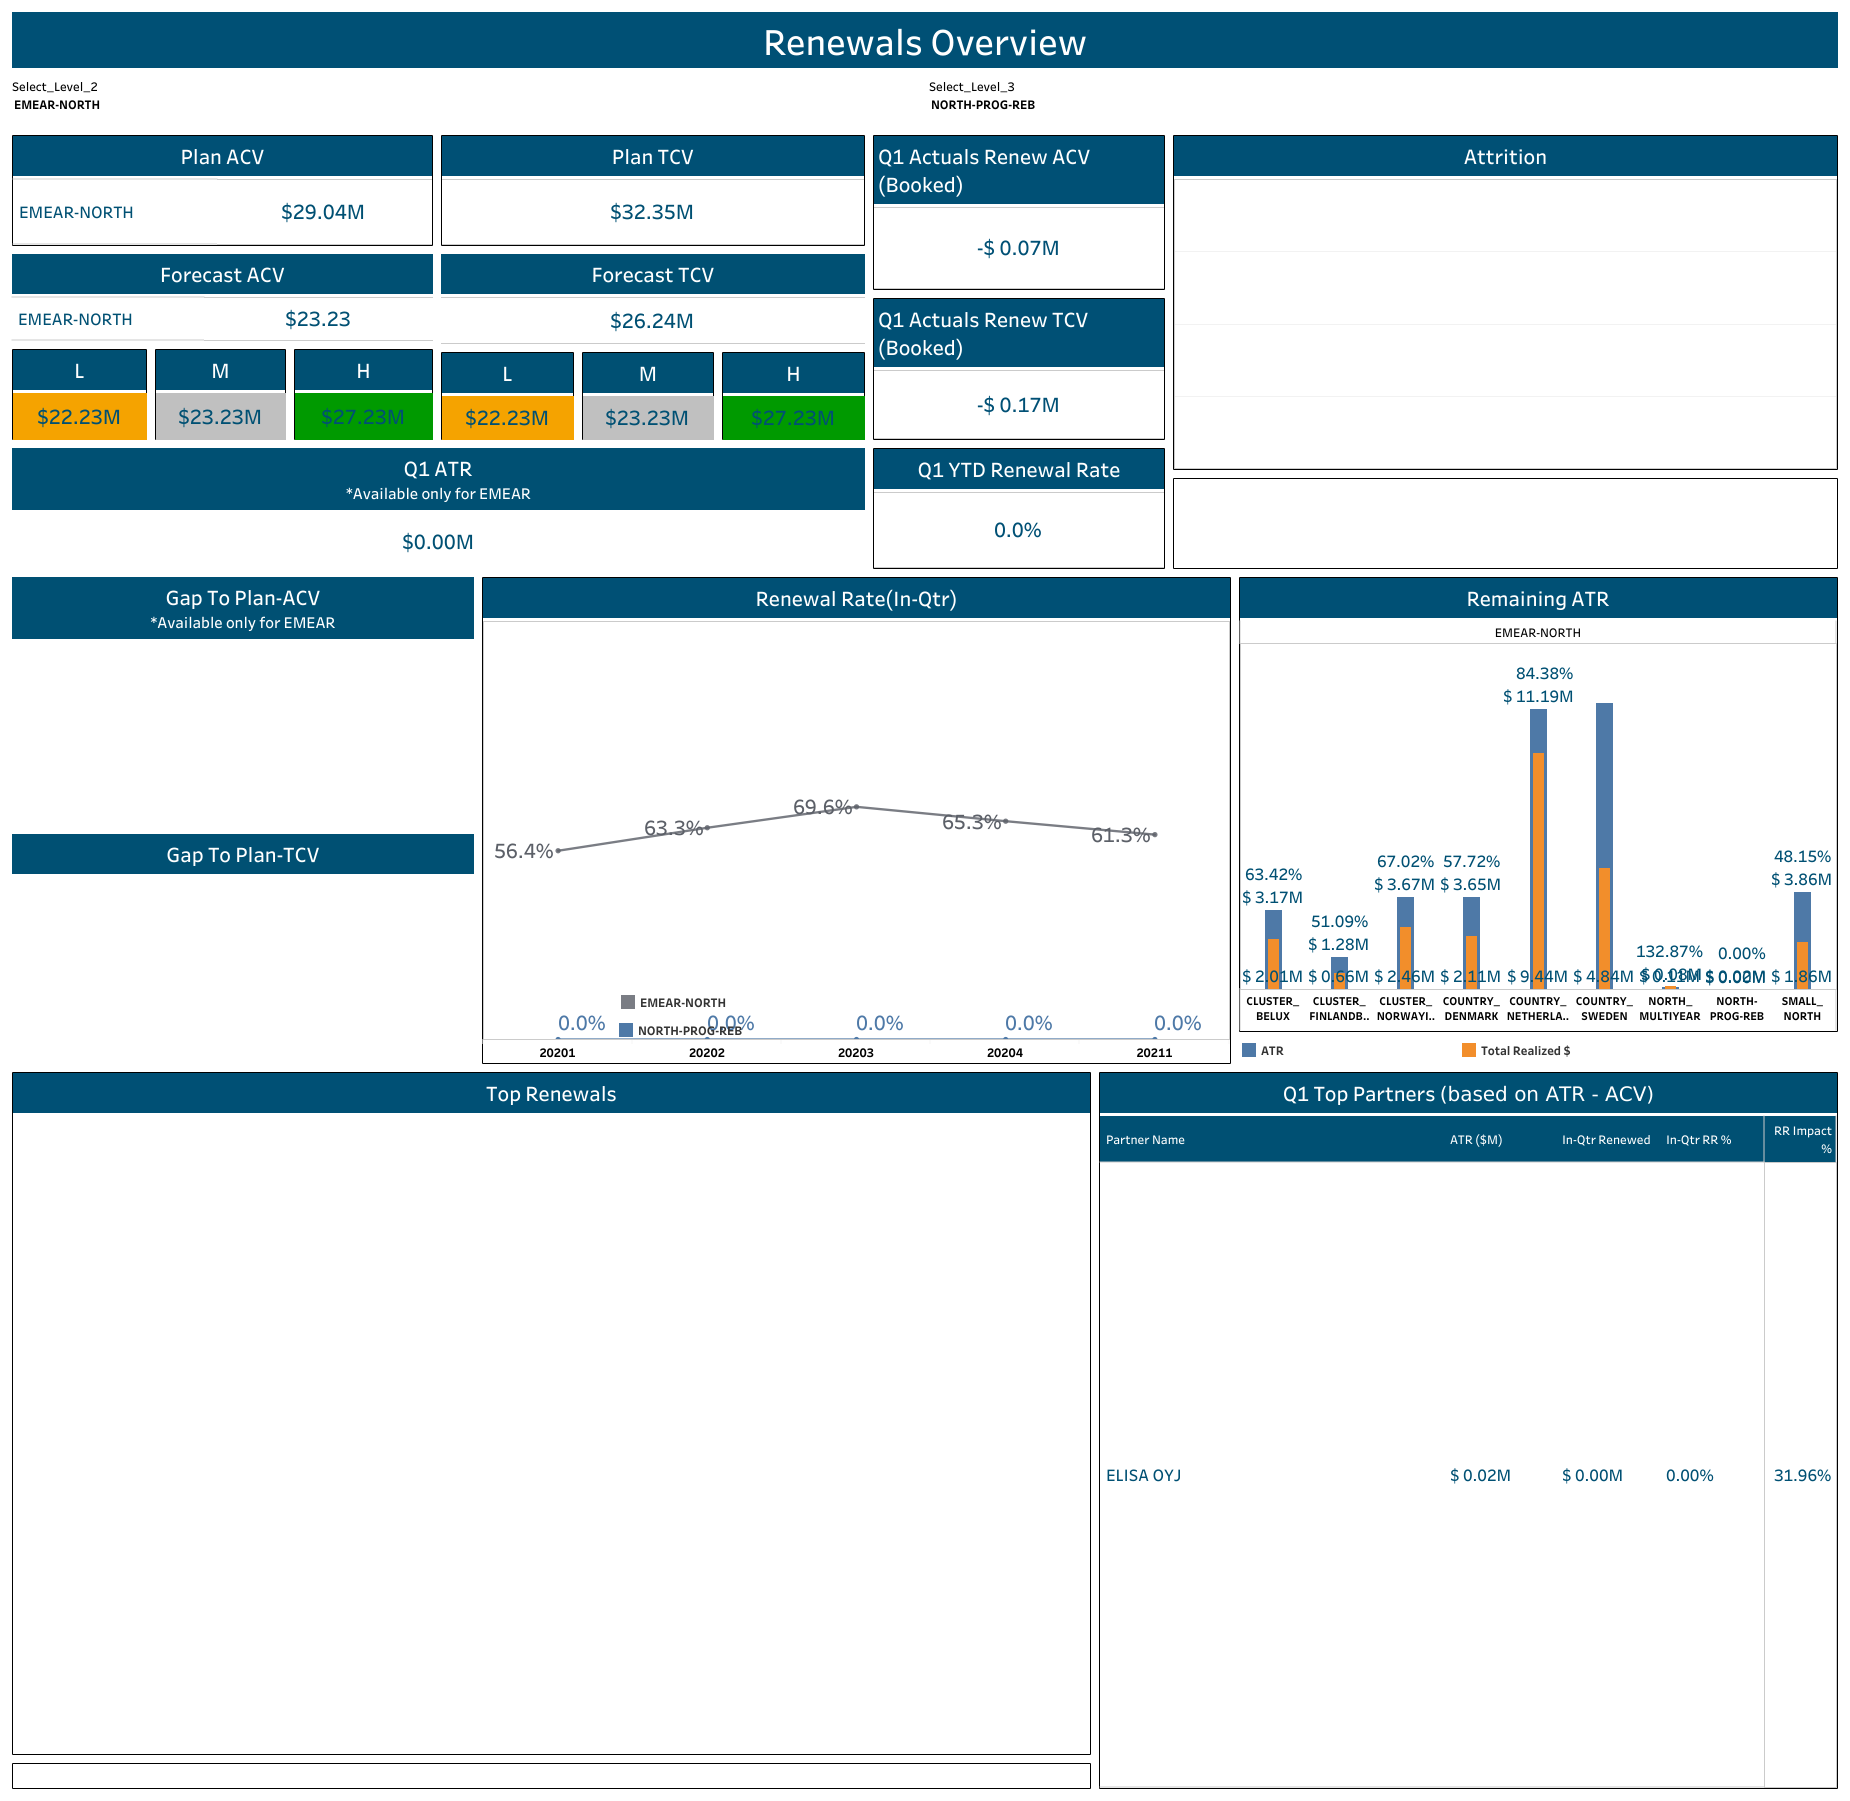 Renewals Overview
Select_Level_2
EMEAR-NORTH
Select_Level_3
NORTH-PROG-REB
Plan ACV
EMEAR-NORTH $29.04M
Plan TCV
$32.35M
Q1 Actuals Renew ACV
(Booked)
-$ 0.07M
Attrition
Forecast ACV
EMEAR-NORTH $23.23
Forecast TCV
$26.24M
L M H
$22.23M $23.23M $27.23M
L M H
$22.23M $23.23M $27.23M
Q1 Actuals Renew TCV
(Booked)
-$ 0.17M
Q1 ATR
*Available only for EMEAR
$0.00M
Q1 YTD Renewal Rate
0.0%
Gap To Plan-ACV
*Available only for EMEAR
Gap To Plan-TCV
Renewal Rate(In-Qtr)
56.4% 63.3% 69.6% 65.3% 61.3%
EMEAR-NORTH
NORTH-PROG-REB
0.0% 0.0% 0.0% 0.0% 0.0%
20201 20202 20203 20204 20211
Remaining ATR
EMEAR-NORTH
84.38%
$ 11.19M
63.42%
$ 3.17M
51.09%
$ 1.28M
67.02%
$ 3.67M
57.72%
$ 3.65M
132.87%
0.00%
48.15%
$ 3.86M
$ 2.01M $ 0.66M $ 2.46M $ 2.11M $ 9.44M $ 4.84M $ 1.86M
CLUSTER_ CLUSTER_ CLUSTER_ COUNTRY_ COUNTRY_ COUNTRY_ NORTH_ NORTH- SMALL_
BELUX FINLANDB.. NORWAYI.. DENMARK NETHERLA.. SWEDEN MULTIYEAR PROG-REB NORTH
ATR Total Realized $
Top Renewals
Q1 Top Partners (based on ATR - ACV)
Partner Name ATR ($M) In-Qtr Renewed In-Qtr RR % RR Impact
%
ELISA OYJ $ 0.02M $ 0.00M 0.00% 31.96%